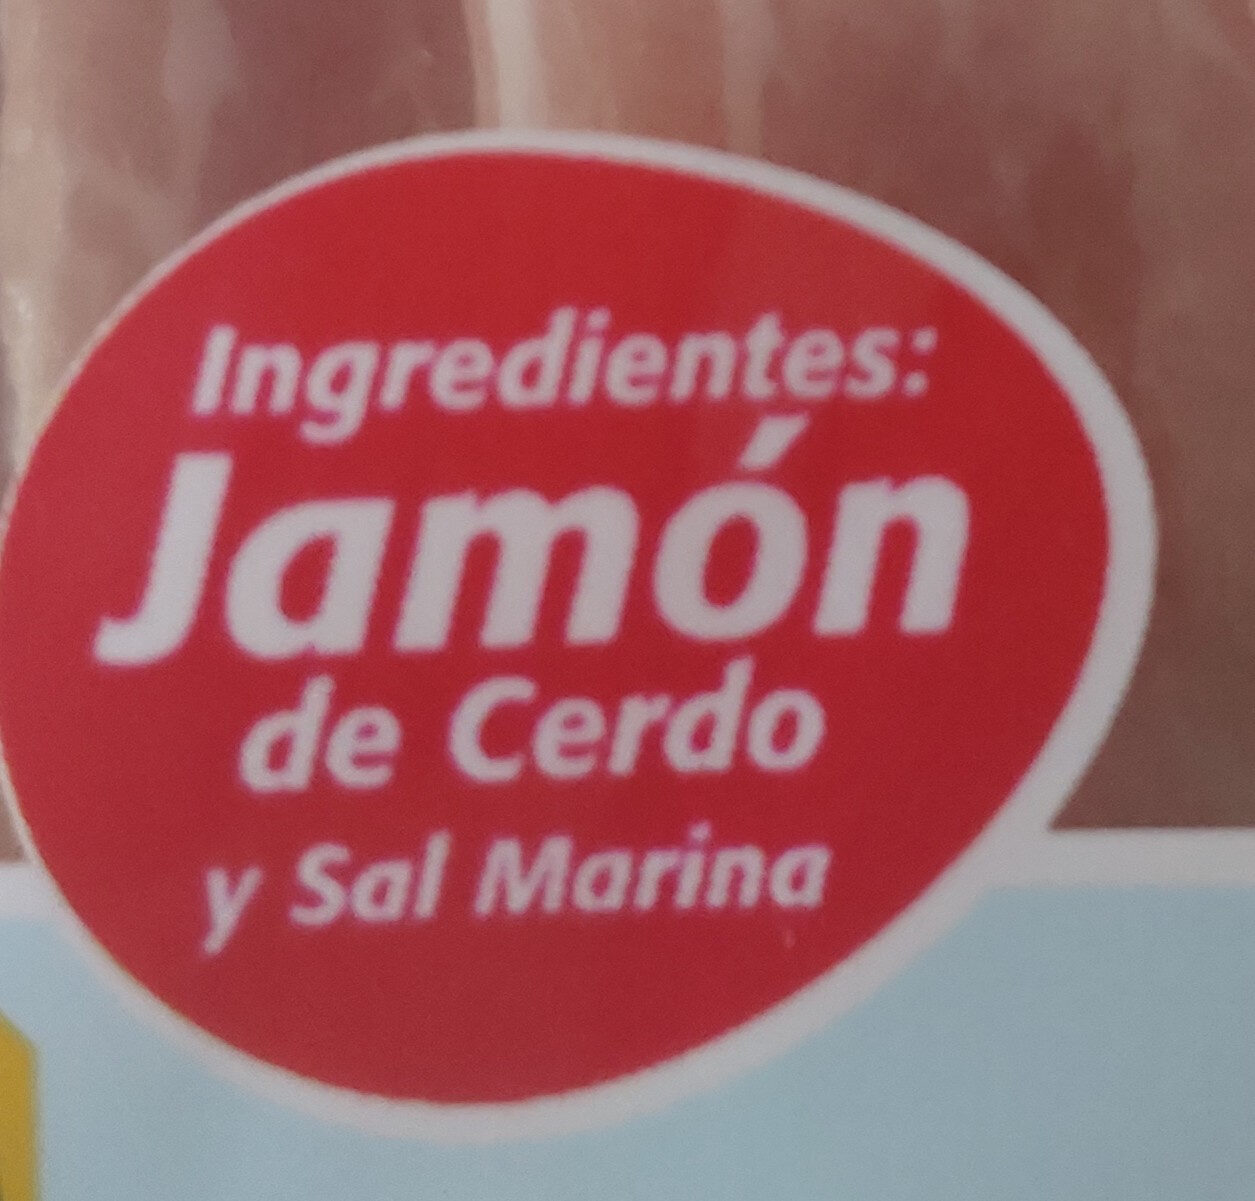 Ingredientes:
Jamón
de Cerdo
y Sal Marina